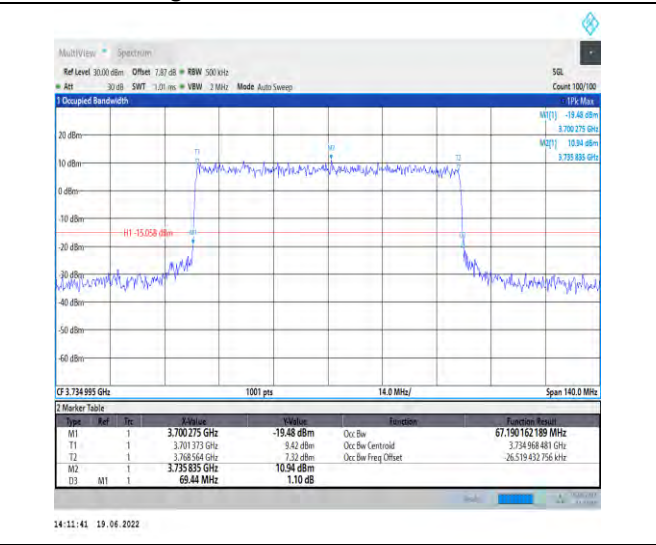 MultiView Spectrum
Ref Level 30.00 dBm Offset 7.87 dB RBW 500 kHz SGL
Att 30 dB SWT 1.01 ms VBW 2 MHz Mode Auto Sweep Count 100/100
1 Occupied Bandwidth 1Pk Max
M1[1] -19.48 dBm
3.700 275 GHz
M2[1] 10.94 dBm
3.735 835 GHz
20 dBm
T1 M2 T2
10 dBm
0 dBm
-10 dBm
H1 -15.058 dBm
-20 dBm
-30 dBm
-40 dBm
-50 dBm
-60 dBm
CF 3.734 995 GHz 1001 pts 14.0 MHz/ Span 140.0 MHz
2 Marker Table
Type Ref Trc X-Value Y-Value Function Function Result
M1 1 3.700 275 GHz -19.48 dBm Occ Bw 67.190 162 189 MHz
T1 1 3.701 373 GHz 9.42 dBm Occ Bw Centroid 3.734 968 481 GHz
T2 1 3.768 564 GHz 7.32 dBm Occ Bw Freq Offset -26.519 432 756 kHz
M2 1 3.735 835 GHz 10.94 dBm
D3 M1 1 69.44 MHz 1.10 dB
14:11:41 19.06.2022